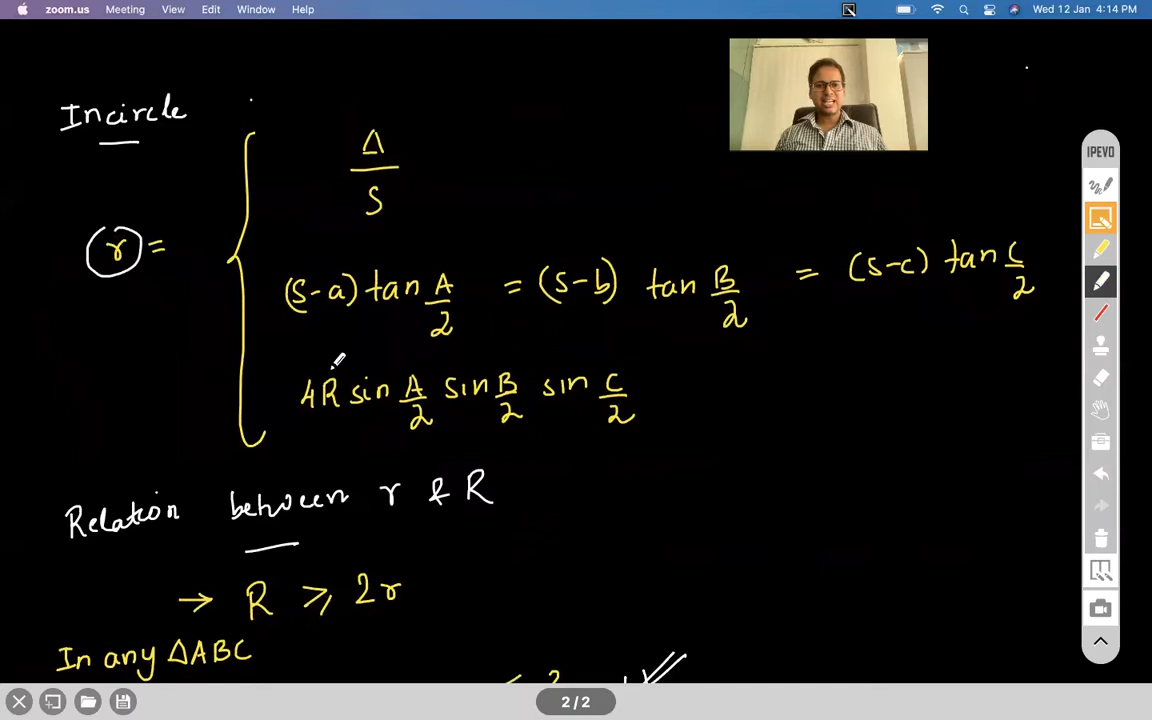 zoom.us Meeting View Edit Window Help Wed 12 Jan 4:14 PM
Incircle
IPEVO
Δ/S
r =
(s-a) tan A/2 = (s-b) tan B/2 = (s-c) tan C/2
4R sin A/2 sin B/2 sin C/2
Relation between r & R
→ R ⩾ 2r
In any ΔABC
2/2